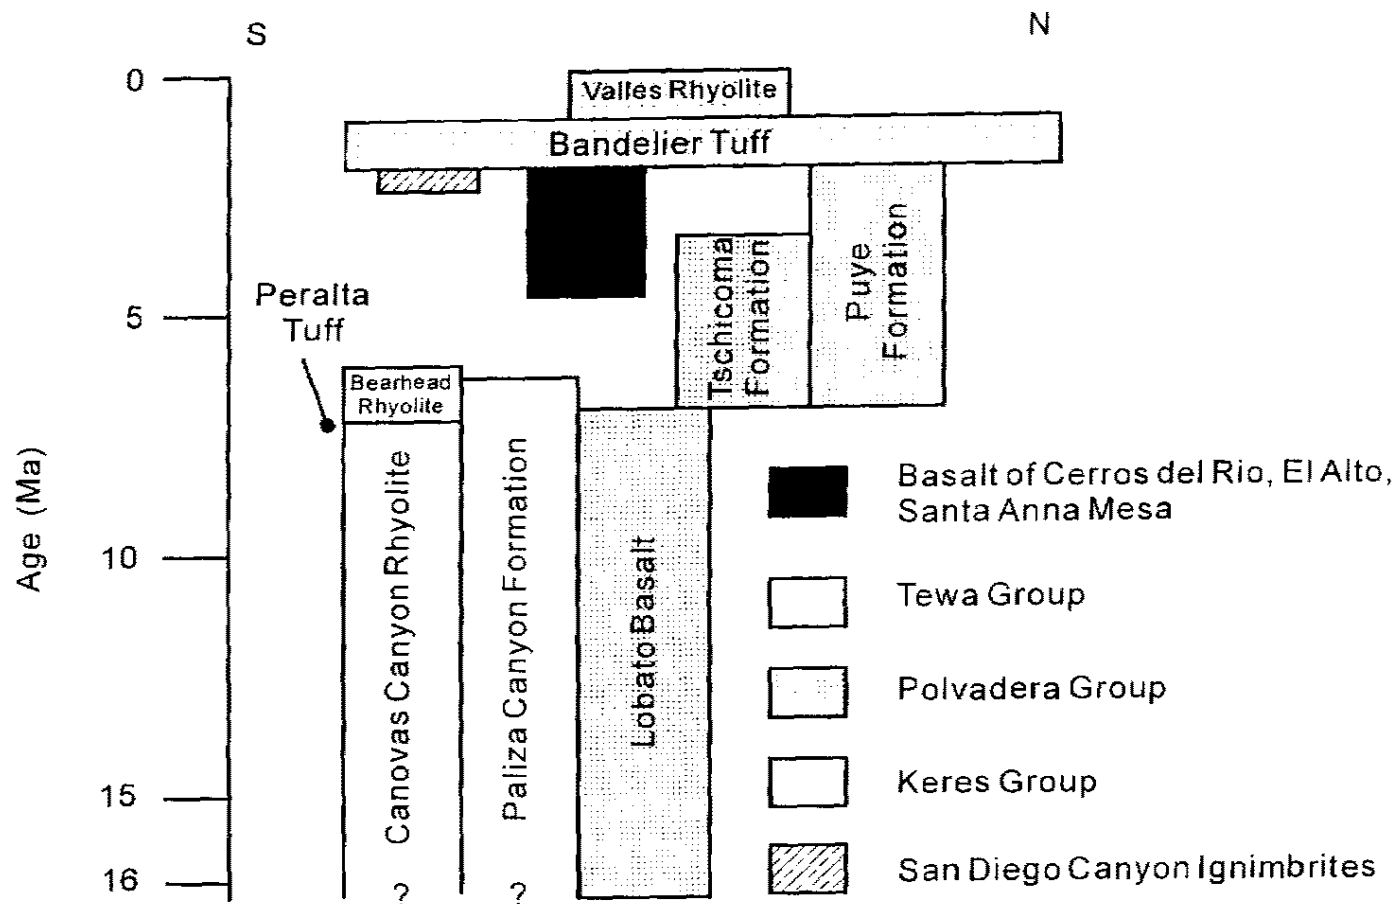 S
N
0
Valles Rhyolite
Bandelier Tuff
Peralta
Tuff
5
Tschicoma
Formation
Puye
Formation
Bearhead
Rhyolite
Age (Ma)
Canovas Canyon Rhyolite
Paliza Canyon Formation
Lobato Basalt
Basalt of Cerros del Rio, El Alto,
Santa Anna Mesa
10
Tewa Group
Polvadera Group
15
Keres Group
16
San Diego Canyon Ignimbrites
?
?